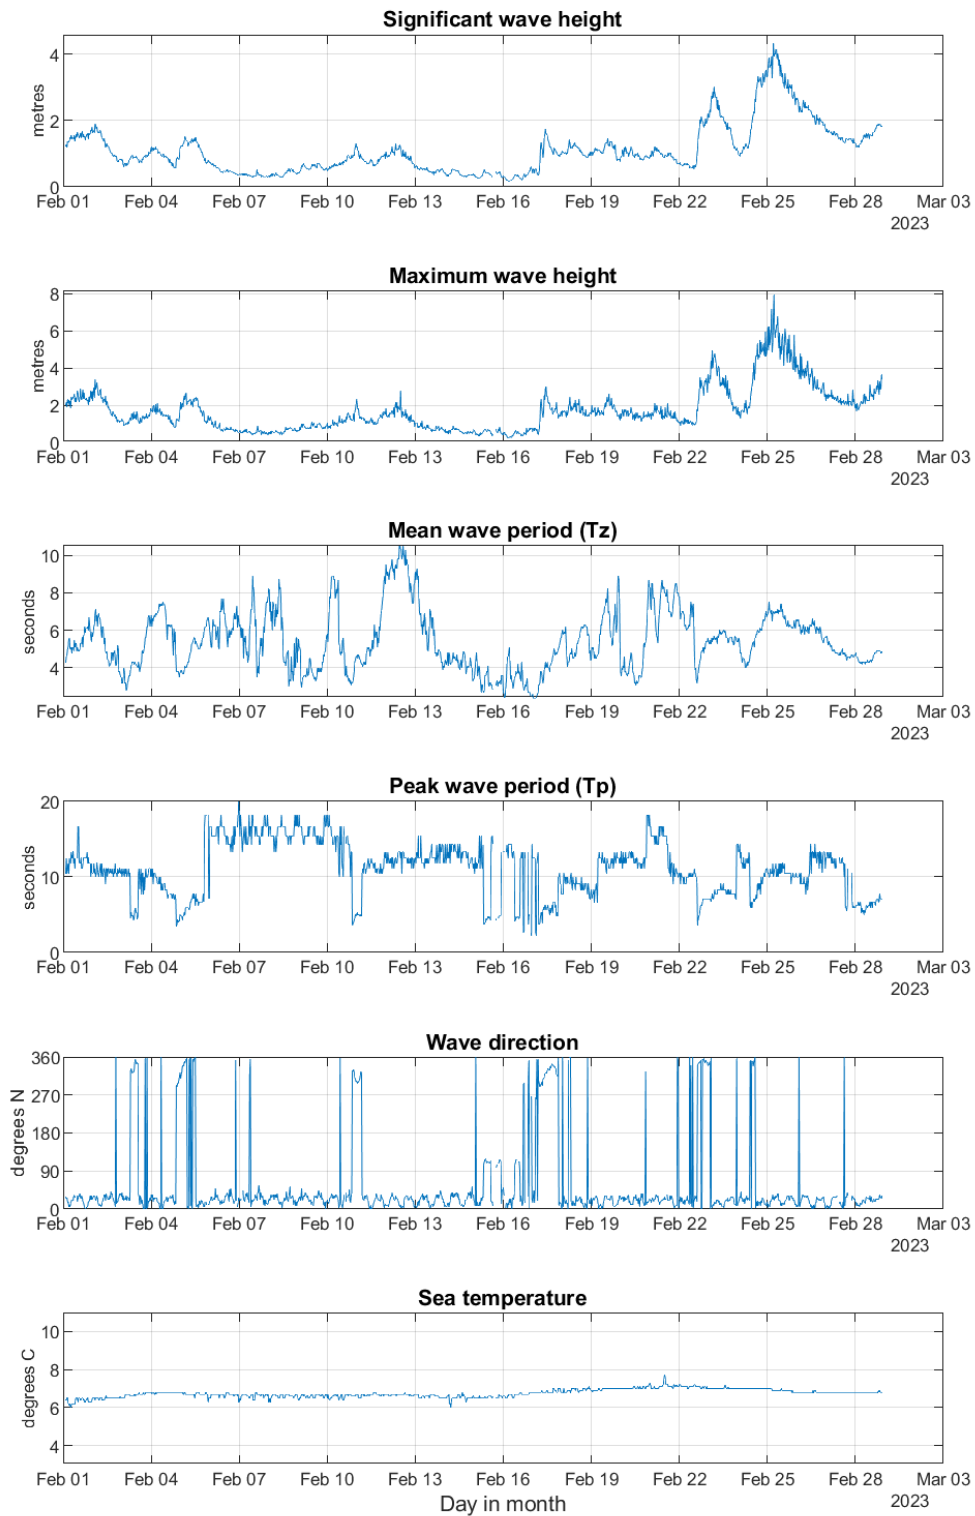 Significant wave height
metres
4
2
0
Feb 01 Feb 04 Feb 07 Feb 10 Feb 13 Feb 16 Feb 19 Feb 22 Feb 25 Feb 28 Mar 03
2023
Maximum wave height
metres
8
6
4
2
0
Feb 01 Feb 04 Feb 07 Feb 10 Feb 13 Feb 16 Feb 19 Feb 22 Feb 25 Feb 28 Mar 03
2023
Mean wave period (Tz)
seconds
10
8
6
4
Feb 01 Feb 04 Feb 07 Feb 10 Feb 13 Feb 16 Feb 19 Feb 22 Feb 25 Feb 28 Mar 03
2023
Peak wave period (Tp)
seconds
20
10
0
Feb 01 Feb 04 Feb 07 Feb 10 Feb 13 Feb 16 Feb 19 Feb 22 Feb 25 Feb 28 Mar 03
2023
Wave direction
degrees N
360
270
180
90
0
Feb 01 Feb 04 Feb 07 Feb 10 Feb 13 Feb 16 Feb 19 Feb 22 Feb 25 Feb 28 Mar 03
2023
Sea temperature
degrees C
10
8
6
4
Feb 01 Feb 04 Feb 07 Feb 10 Feb 13 Feb 16 Feb 19 Feb 22 Feb 25 Feb 28 Mar 03
Day in month
2023